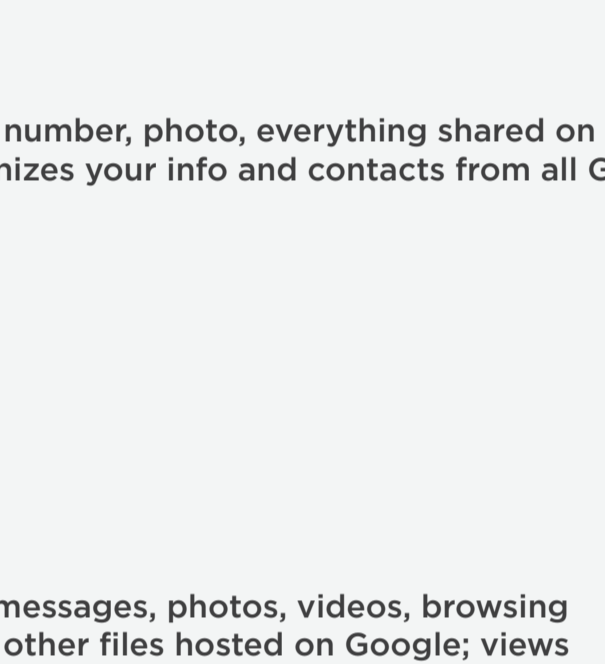 number, photo, everything shared on
your info and contacts from all
messages, photos, videos, browsing
other files hosted on Google; views